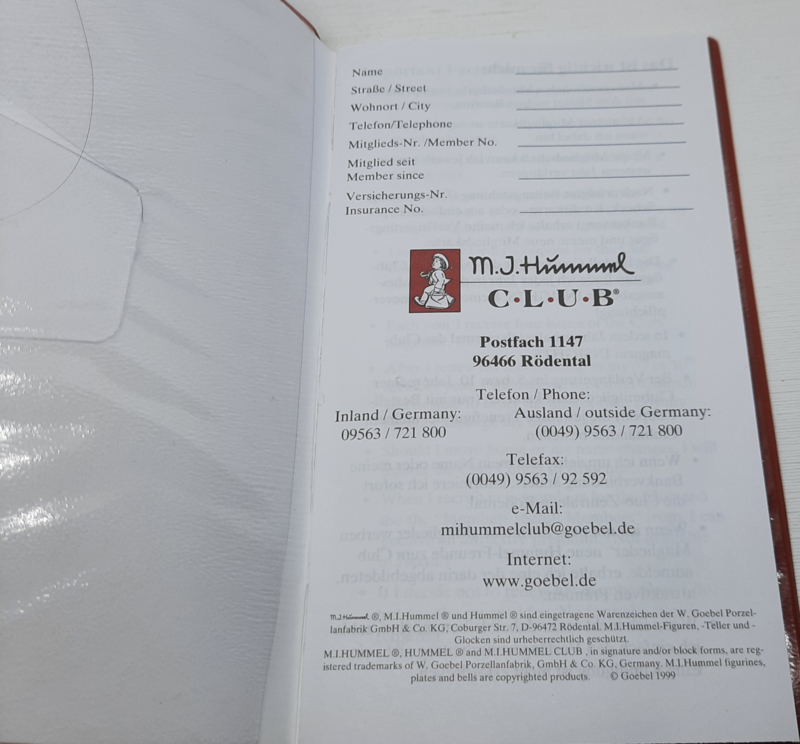 Name
Straße / Street
Wohnort / City
Telefon/Telephone
Mitglieds-Nr. /Member No.
Mitglied seit
Member since
Versicherungs-Nr.
Insurance No.
M.J.Hummel
C·L·U·B®
Postfach 1147
96466 Rödental
Telefon / Phone:
Inland / Germany: Ausland / outside Germany:
09563 / 721 800 (0049) 9563 / 721 800
Telefax:
(0049) 9563 / 92 592
e-Mail:
mihummelclub@goebel.de
Internet:
www.goebel.de
M.J.Hummel ®, M.I.Hummel ® und Hummel ® sind eingetragene Warenzeichen der W. Goebel Porzel-
lanfabrik GmbH & Co. KG, Coburger Str. 7, D-96472 Rödental. M.I.Hummel-Figuren, -Teller und -
Glocken sind urheberrechtlich geschützt.
M.I.HUMMEL ®, HUMMEL ® and M.I.HUMMEL CLUB , in signature and/or block forms, are reg-
istered trademarks of W. Goebel Porzellanfabrik, GmbH & Co. KG, Germany. M.I.Hummel figurines,
plates and bells are copyrighted products. © Goebel 1999